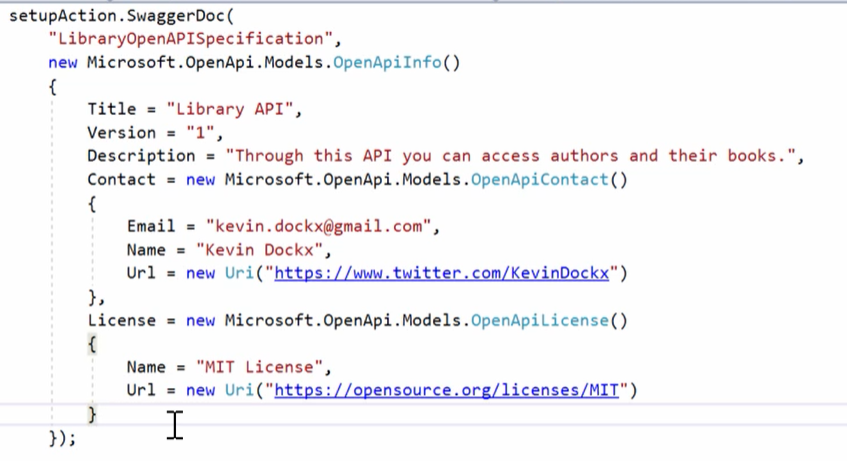 setupAction.SwaggerDoc(
"LibraryOpenAPISpecification",
new Microsoft.OpenApi.Models.OpenApiInfo()
{
Title = "Library API",
Version = "1",
Description = "Through this API you can access authors and their books.",
Contact = new Microsoft.OpenApi.Models.OpenApiContact()
{
Email = "kevin.dockx@gmail.com",
Name = "Kevin Dockx",
Url = new Uri("https://www.twitter.com/KevinDockx")
},
License = new Microsoft.OpenApi.Models.OpenApiLicense()
{
Name = "MIT License",
Url = new Uri("https://opensource.org/licenses/MIT")
}
});